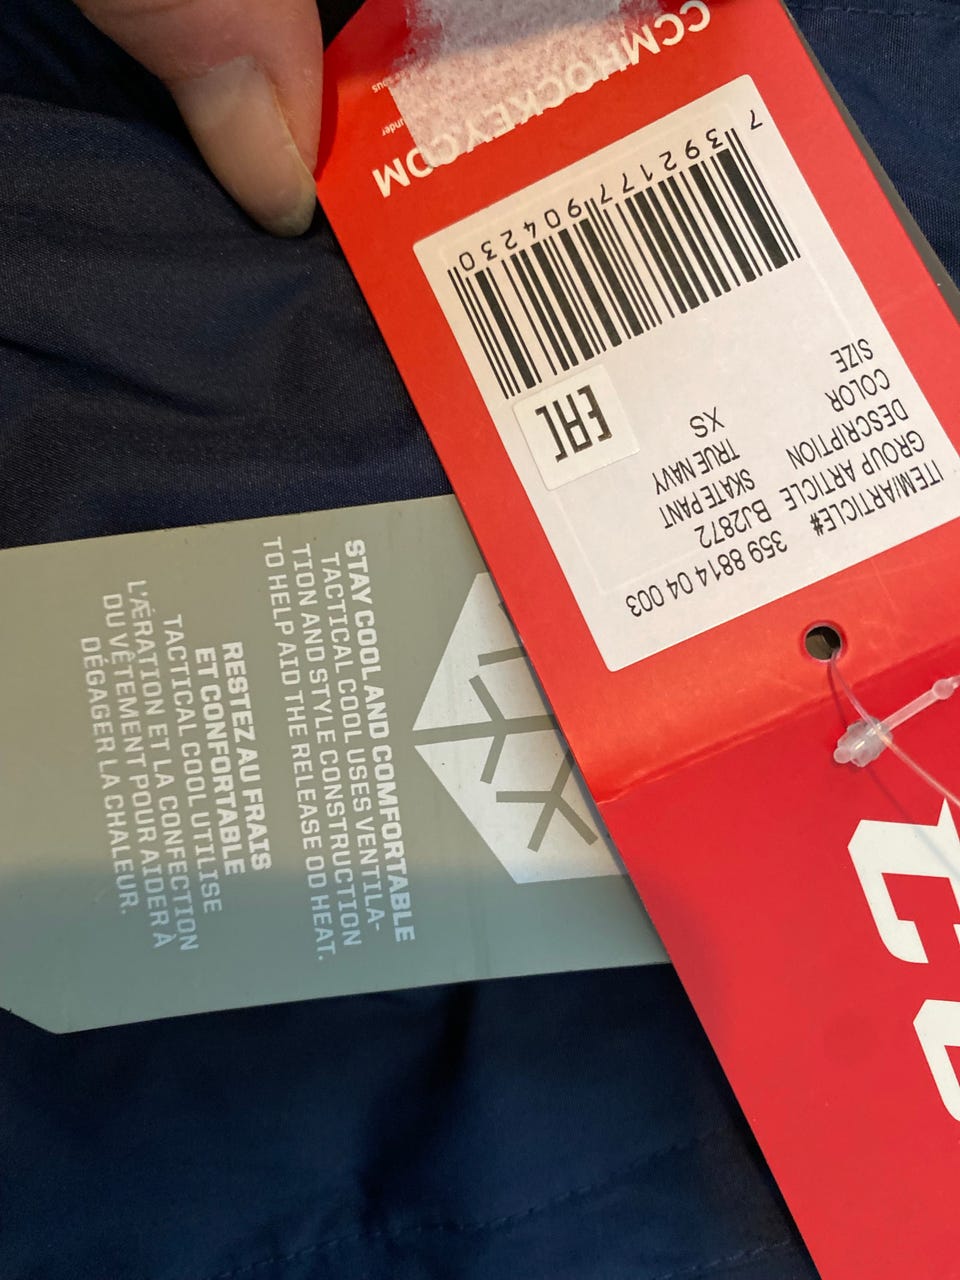 CCMHOCKEY.COM
under
sous
7 392177 904230
EAC
SIZE XS
COLOR TRUE NAVY
DESCRIPTION SKATE PANT
GROUP ARTICLE BJ2872
ITEM/ARTICLE# 359 8814 04 003
STAY COOL AND COMFORTABLE
TACTICAL COOL USES VENTILA-
TION AND STYLE CONSTRUCTION
TO HELP AID THE RELEASE OD HEAT.
RESTEZ AU FRAIS
ET CONFORTABLE
TACTICAL COOL UTILISE
L'ÆRATION ET LA CONFECTION
DU VÊTEMENT POUR AIDER À
DÉGAGER LA CHALEUR.